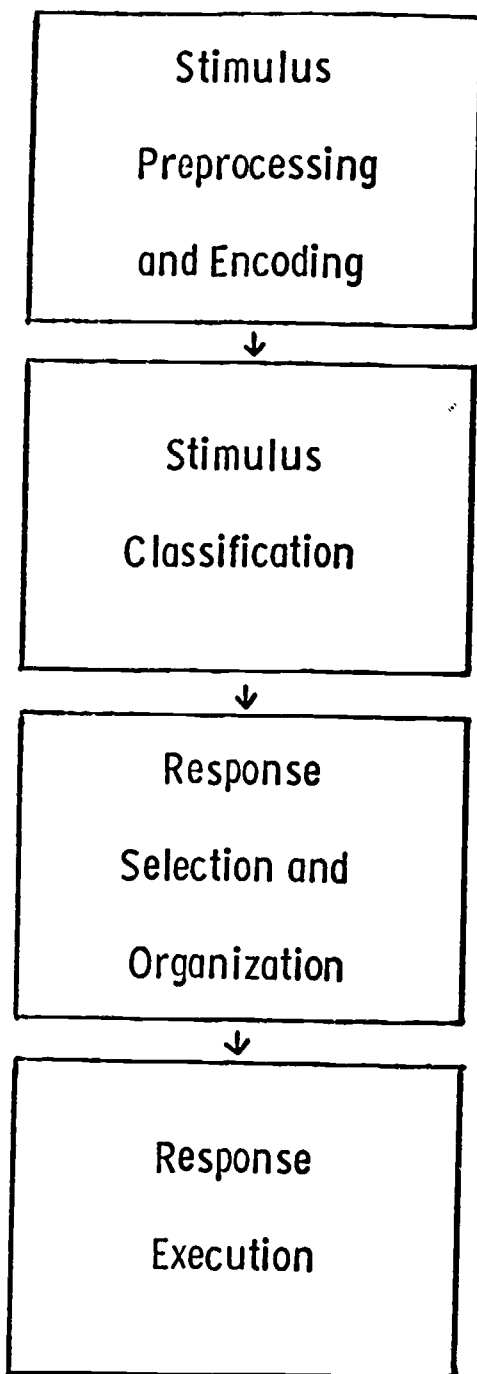 Stimulus
Preprocessing
and Encoding
Stimulus
Classification
Response
Selection and
Organization
Response
Execution